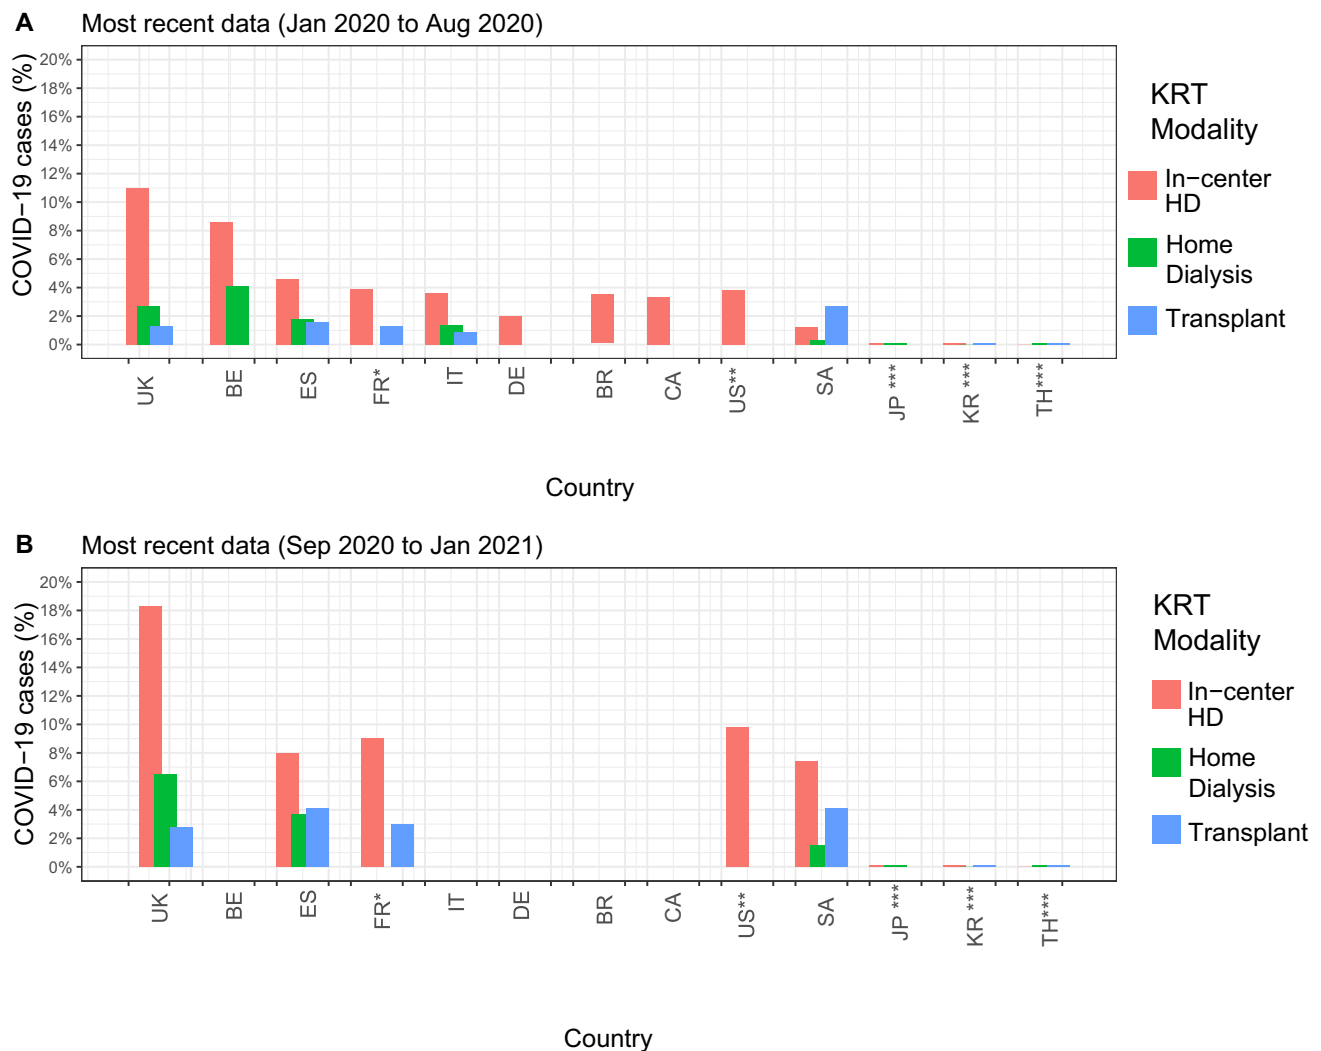 A Most recent data (Jan 2020 to Aug 2020)
COVID−19 cases (%)
20%
18%
16%
14%
12%
10%
8%
6%
4%
2%
0%
UK BE ES FR* IT DE BR CA US** SA JP *** KR *** TH***
Country
KRT
Modality
In−center
HD
Home
Dialysis
Transplant
B Most recent data (Sep 2020 to Jan 2021)
COVID−19 cases (%)
20%
18%
16%
14%
12%
10%
8%
6%
4%
2%
0%
UK BE ES FR* IT DE BR CA US** SA JP *** KR *** TH***
Country
KRT
Modality
In−center
HD
Home
Dialysis
Transplant